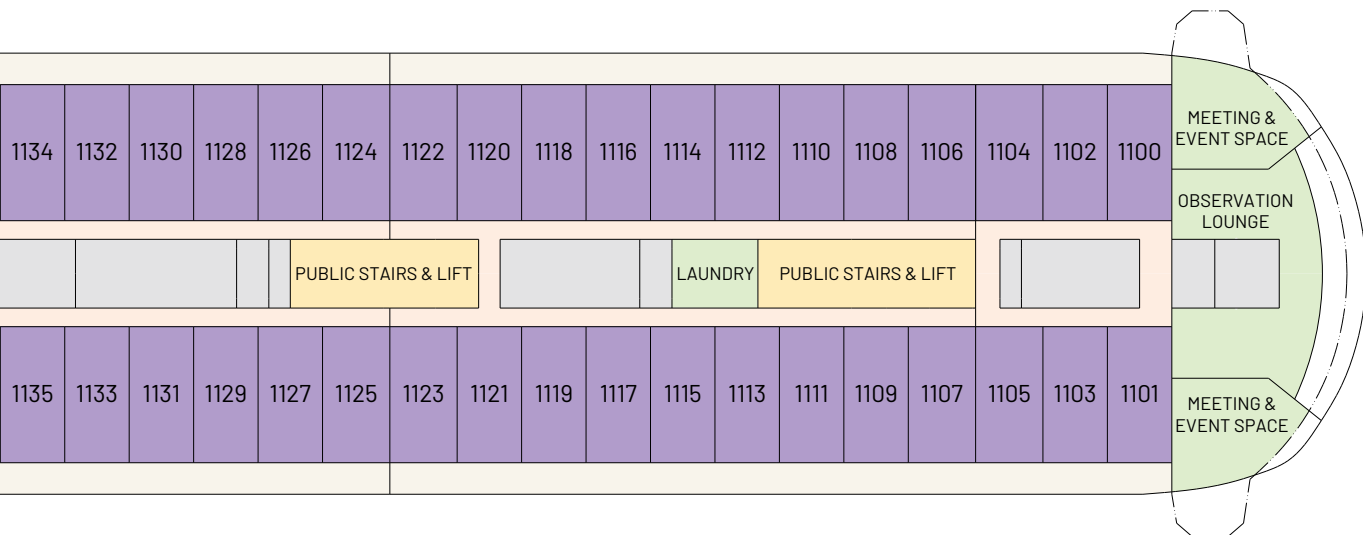 MEETING &
EVENT SPACE
1134 1132 1130 1128 1126 1124 1122 1120 1118 1116 1114 1112 1110 1108 1106 1104 1102 1100
OBSERVATION
LOUNGE
PUBLIC STAIRS & LIFT LAUNDRY PUBLIC STAIRS & LIFT
1135 1133 1131 1129 1127 1125 1123 1121 1119 1117 1115 1113 1111 1109 1107 1105 1103 1101
MEETING &
EVENT SPACE